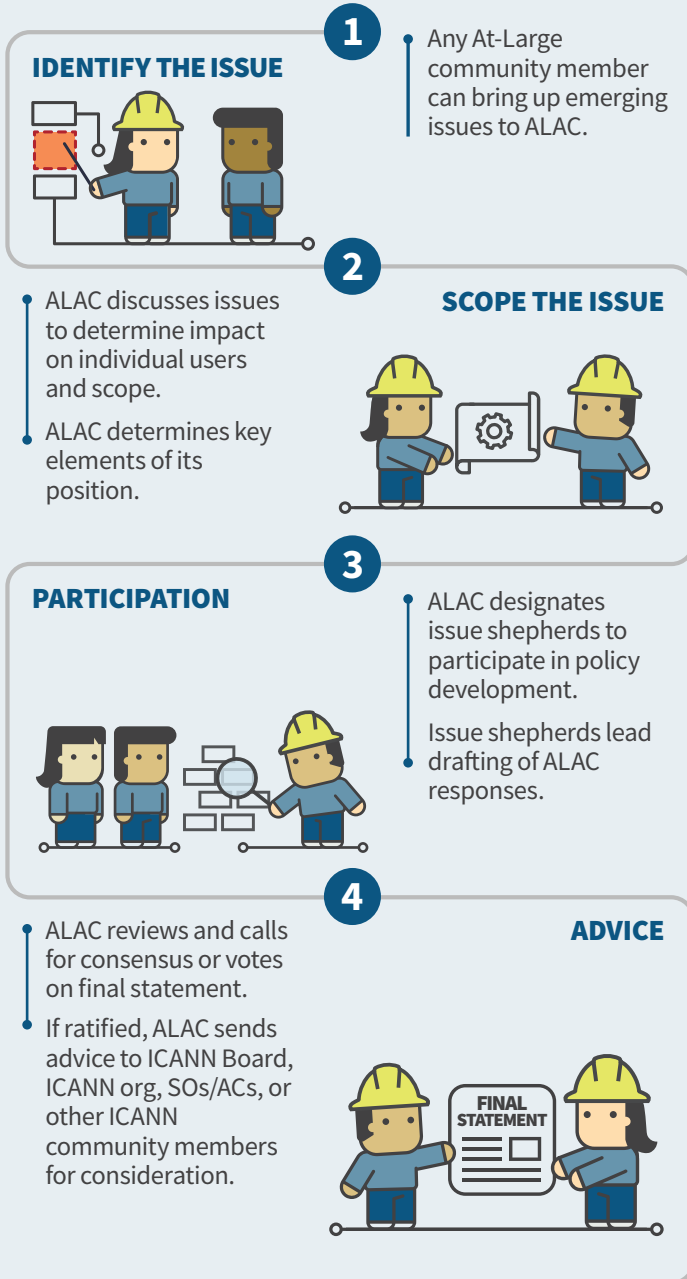 1
IDENTIFY THE ISSUE
Any At-Large
community member
can bring up emerging
issues to ALAC.
2
SCOPE THE ISSUE
ALAC discusses issues
to determine impact
on individual users
and scope.
ALAC determines key
elements of its
position.
3
PARTICIPATION
ALAC designates
issue shepherds to
participate in policy
development.
Issue shepherds lead
drafting of ALAC
responses.
4
ADVICE
ALAC reviews and calls
for consensus or votes
on final statement.
If ratified, ALAC sends
advice to ICANN Board,
ICANN org, SOs/ACs, or
other ICANN
community members
for consideration.
FINAL
STATEMENT